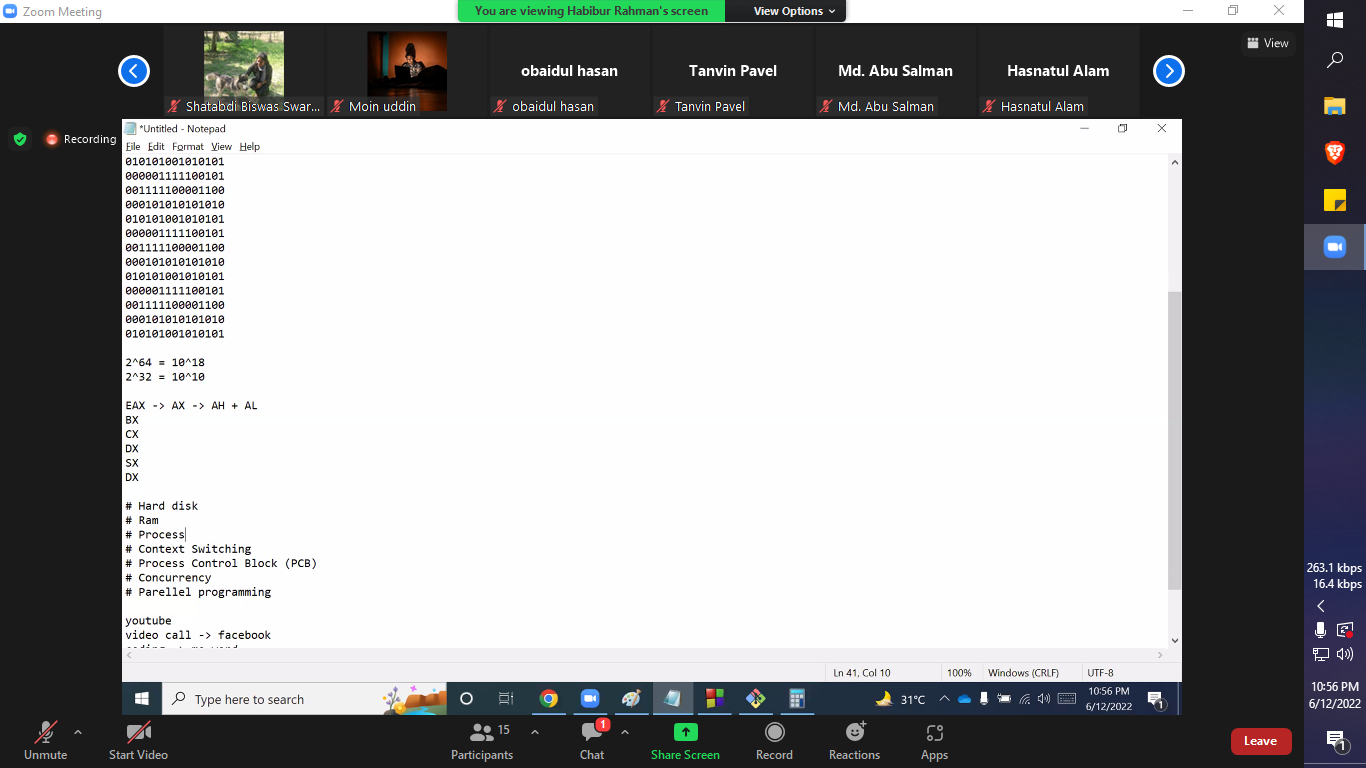 Zoom Meeting
You are viewing Habibur Rahman's screen
View Options
View
obaidul hasan
Tanvin Pavel
Md. Abu Salman
Hasnatul Alam
Shatabdi Biswas Swar...
Moin uddin
obaidul hasan
Tanvin Pavel
Md. Abu Salman
Hasnatul Alam
Recording
*Untitled - Notepad
File Edit Format View Help
010101001010101
000001111100101
001111100001100
000101010101010
010101001010101
000001111100101
001111100001100
000101010101010
010101001010101
000001111100101
001111100001100
000101010101010
010101001010101
2^64 = 10^18
2^32 = 10^10
EAX -> AX -> AH + AL
BX
CX
DX
SX
DX
# Hard disk
# Ram
# Process
# Context Switching
# Process Control Block (PCB)
# Concurrency
# Parellel programming
youtube
video call -> facebook
Ln 41, Col 10
100%
Windows (CRLF)
UTF-8
Type here to search
31°C
10:56 PM
6/12/2022
1
Unmute
Start Video
15
Participants
1
Chat
Share Screen
Record
Reactions
Apps
Leave
263.1 kbps
16.4 kbps
10:56 PM
6/12/2022
1